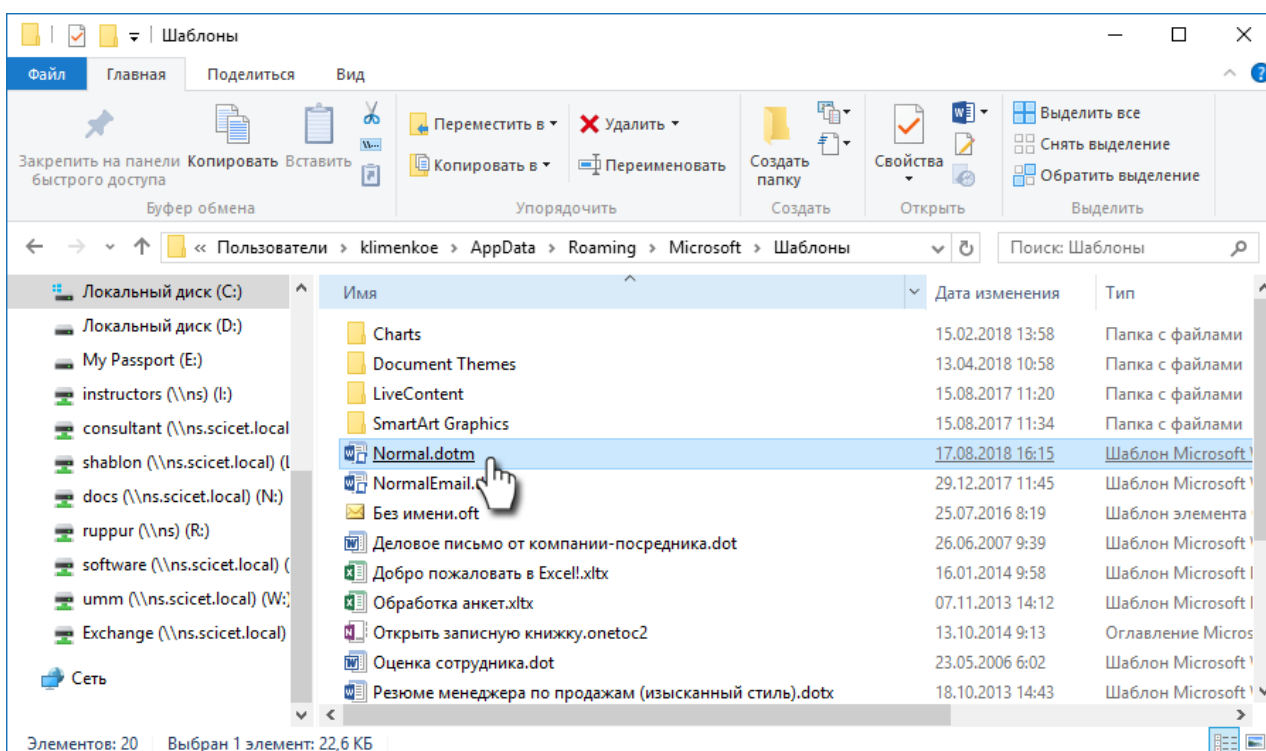 Шаблоны
Файл Главная Поделиться Вид
Закрепить на панели быстрого доступа
Копировать
Вставить
Переместить в
Копировать в
Удалить
Переименовать
Создать папку
Свойства
Выделить все
Снять выделение
Обратить выделение
Буфер обмена Упорядочить Создать Открыть Выделить
« Пользователи > klimenkoe > AppData > Roaming > Microsoft > Шаблоны
Поиск: Шаблоны
Локальный диск (C:)
Локальный диск (D:)
My Passport (E:)
instructors (\\ns) (I:)
consultant (\\ns.scicet.local
shablon (\\ns.scicet.local) (
docs (\\ns.scicet.local) (N:)
ruppur (\\ns) (R:)
software (\\ns.scicet.local) (
umm (\\ns.scicet.local) (W:)
Exchange (\\ns.scicet.local)
Сеть
Имя Дата изменения Тип
Charts 15.02.2018 13:58 Папка с файлами
Document Themes 13.04.2018 10:58 Папка с файлами
LiveContent 15.08.2017 11:20 Папка с файлами
SmartArt Graphics 15.08.2017 11:34 Папка с файлами
Normal.dotm 17.08.2018 16:15 Шаблон Microsoft
NormalEmail. 29.12.2017 11:45 Шаблон Microsoft
Без имени.oft 25.07.2016 8:19 Шаблон элемента
Деловое письмо от компании-посредника.dot 26.06.2007 9:39 Шаблон Microsoft
Добро пожаловать в Excel!.xltx 16.01.2014 9:58 Шаблон Microsoft
Обработка анкет.xltx 07.11.2013 14:12 Шаблон Microsoft
Открыть записную книжку.onetoc2 13.10.2014 9:13 Оглавление Micros
Оценка сотрудника.dot 23.05.2006 6:02 Шаблон Microsoft
Резюме менеджера по продажам (изысканный стиль).dotx 18.10.2013 14:43 Шаблон Microsoft
Элементов: 20 Выбран 1 элемент: 22,6 КБ